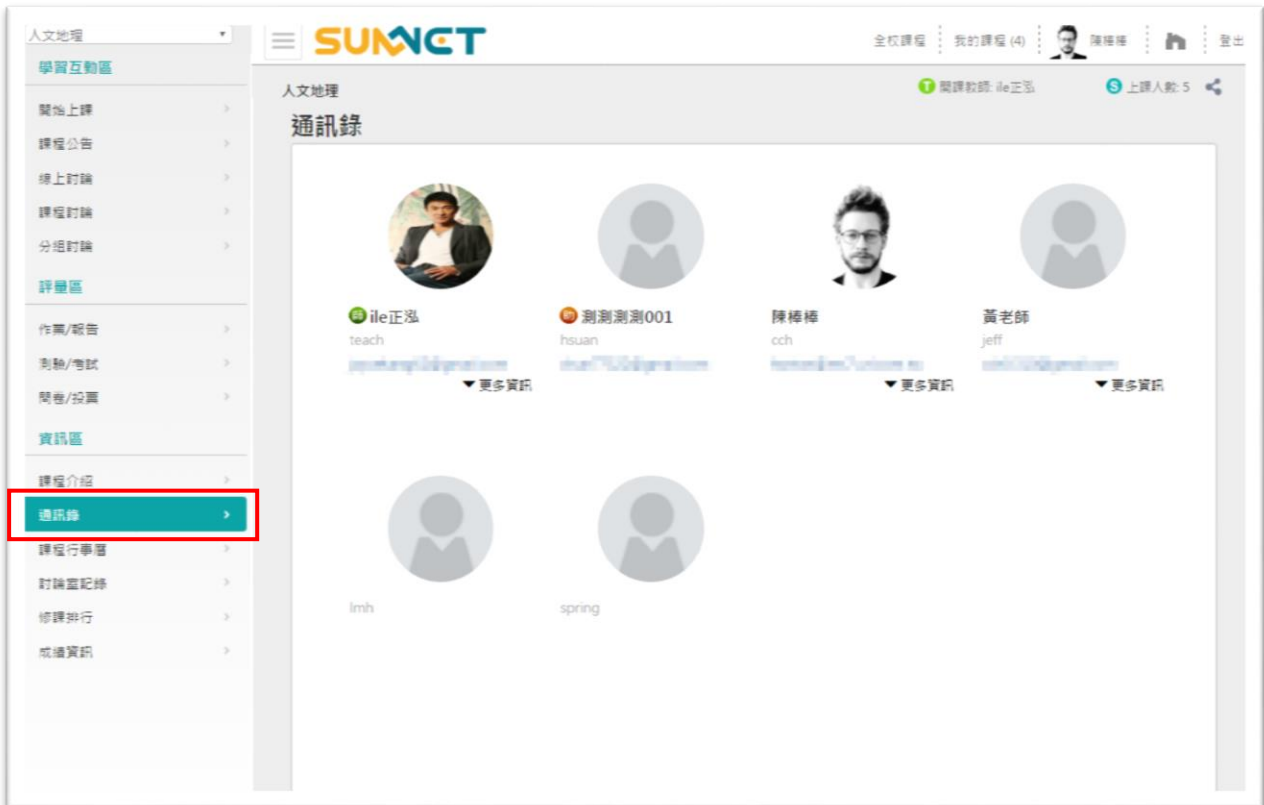 人文地理
SUNNET
全校課程
我的課程 (4)
陳棒棒
登出
學習互動區
開始上課
課程公告
線上討論
課程討論
分組討論
評量區
作業/報告
測驗/考試
問卷/投票
資訊區
課程介紹
通訊錄
課程行事曆
討論室記錄
修課排行
成績資訊
人文地理
T 開課教師: ile正泓
S 上課人數: 5
通訊錄
師 ile正泓
teach
更多資訊
助 測測測測001
hsuan
陳棒棒
cch
更多資訊
黃老師
jeff
更多資訊
lmh
spring